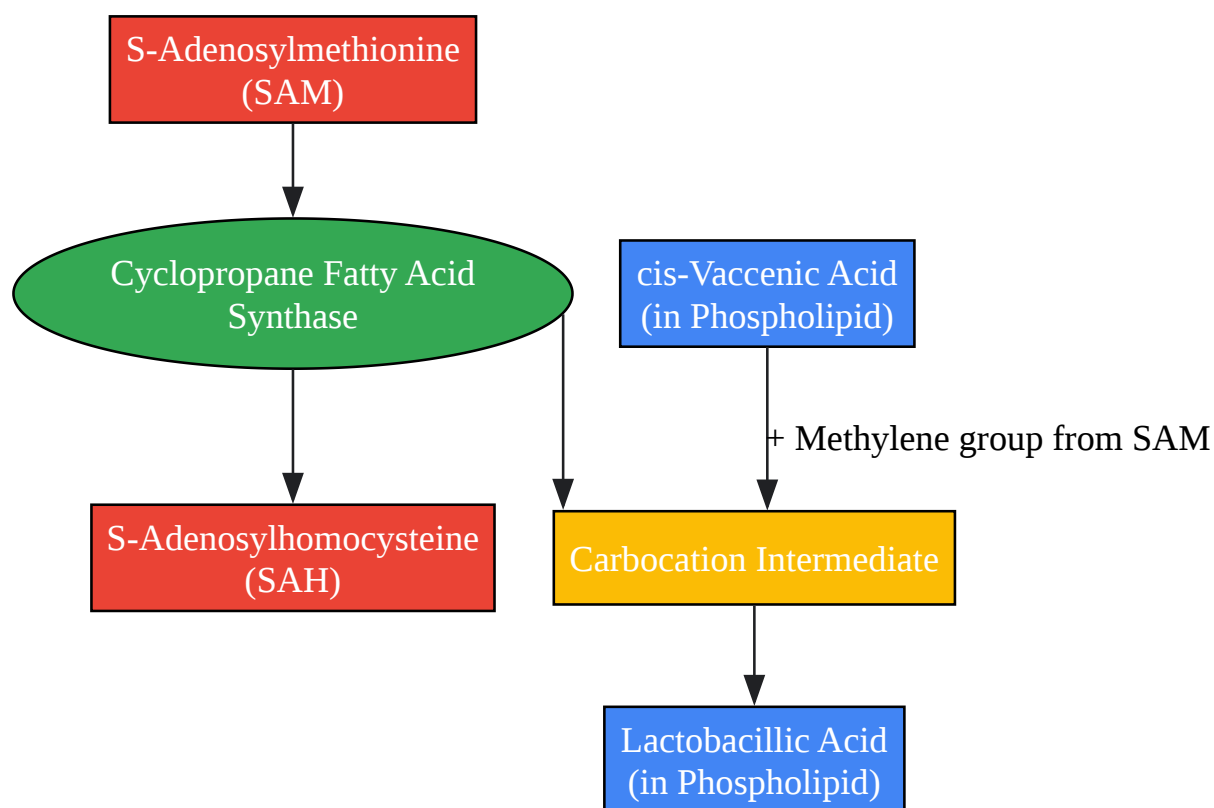 S-Adenosylmethionine
(SAM)
Cyclopropane Fatty Acid
Synthase
cis-Vaccenic Acid
(in Phospholipid)
+ Methylene group from SAM
S-Adenosylhomocysteine
(SAH)
Carbocation Intermediate
Lactobacillic Acid
(in Phospholipid)